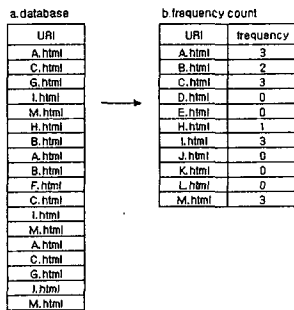 a. database
URI
A.html
C.html
G.html
I.html
M.html
H.html
B.html
A.html
B.html
F.html
C.html
I.html
M.html
A.html
C.html
G.html
I.html
M.html
b. frequency count
URI frequency
A.html 3
B.html 2
C.html 3
D.html 0
E.html 0
H.html 1
I.html 3
J.html 0
K.html 0
L.html 0
M.html 3